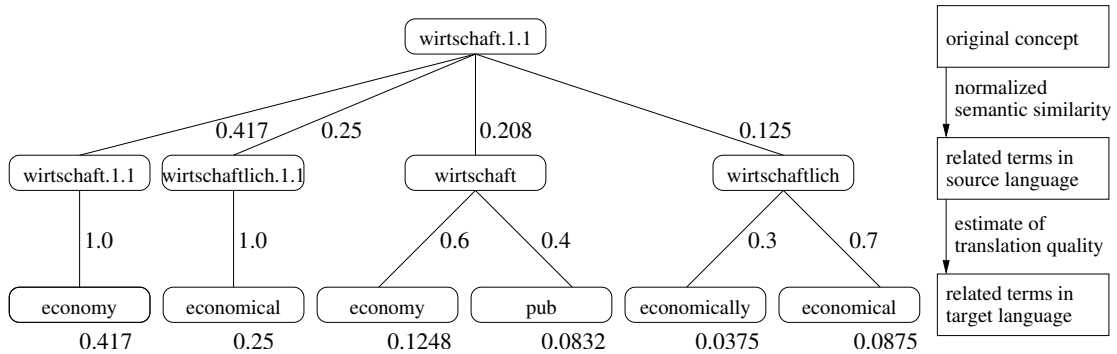 wirtschaft.1.1
original concept
normalized
semantic similarity
0.417
0.25
0.208
0.125
wirtschaft.1.1
wirtschaftlich.1.1
wirtschaft
wirtschaftlich
related terms in
source language
1.0
1.0
0.6
0.4
0.3
0.7
estimate of
translation quality
economy
economical
economy
pub
economically
economical
related terms in
target language
0.417
0.25
0.1248
0.0832
0.0375
0.0875